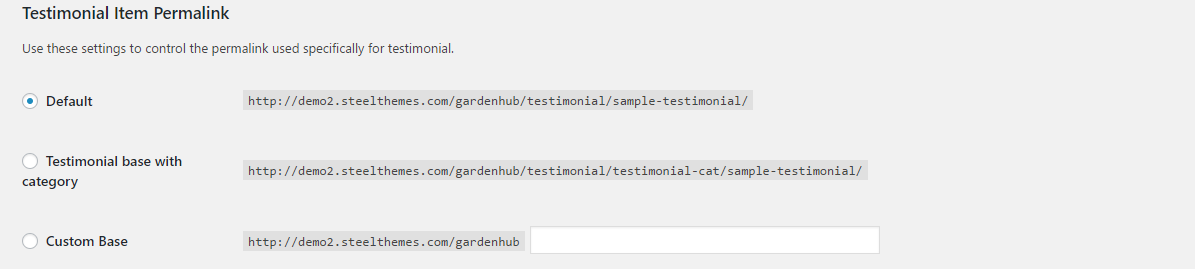 Testimonial Item Permalink
Use these settings to control the permalink used specifically for testimonial.
Default http://demo2.steelthemes.com/gardenhub/testimonial/sample-testimonial/
Testimonial base with
category http://demo2.steelthemes.com/gardenhub/testimonial/testimonial-cat/sample-testimonial/
Custom Base http://demo2.steelthemes.com/gardenhub